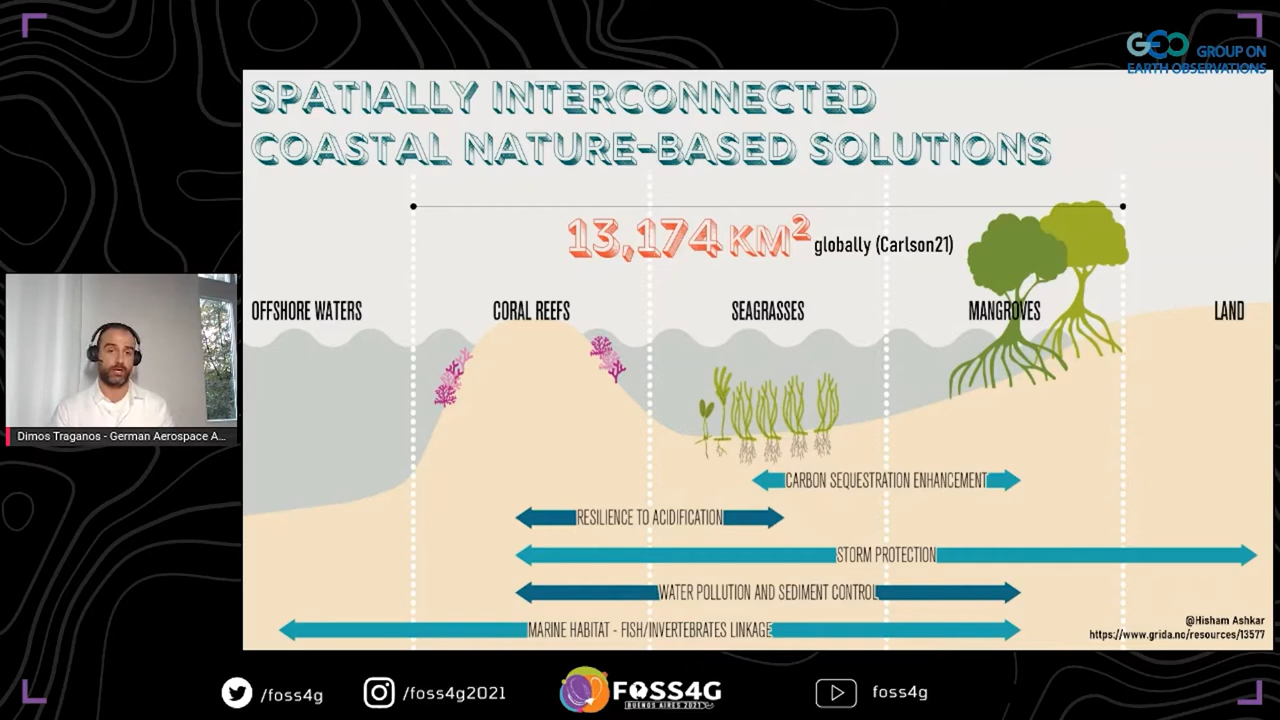 GEO GROUP ON
EARTH OBSERVATIONS
SPATIALLY INTERCONNECTED
COASTAL NATURE-BASED SOLUTIONS
13,174 KM² globally (Carlson21)
OFFSHORE WATERS
CORAL REEFS
SEAGRASSES
MANGROVES
LAND
Dimos Traganos - German Aerospace A...
CARBON SEQUESTRATION ENHANCEMENT
RESILIENCE TO ACIDIFICATION
STORM PROTECTION
WATER POLLUTION AND SEDIMENT CONTROL
MARINE HABITAT - FISH/INVERTEBRATES LINKAGE
@Hisham Ashkar
https://www.grida.no/resources/13577
/foss4g
/foss4g2021
FOSS4G
BUENOS AIRES 2021
foss4g